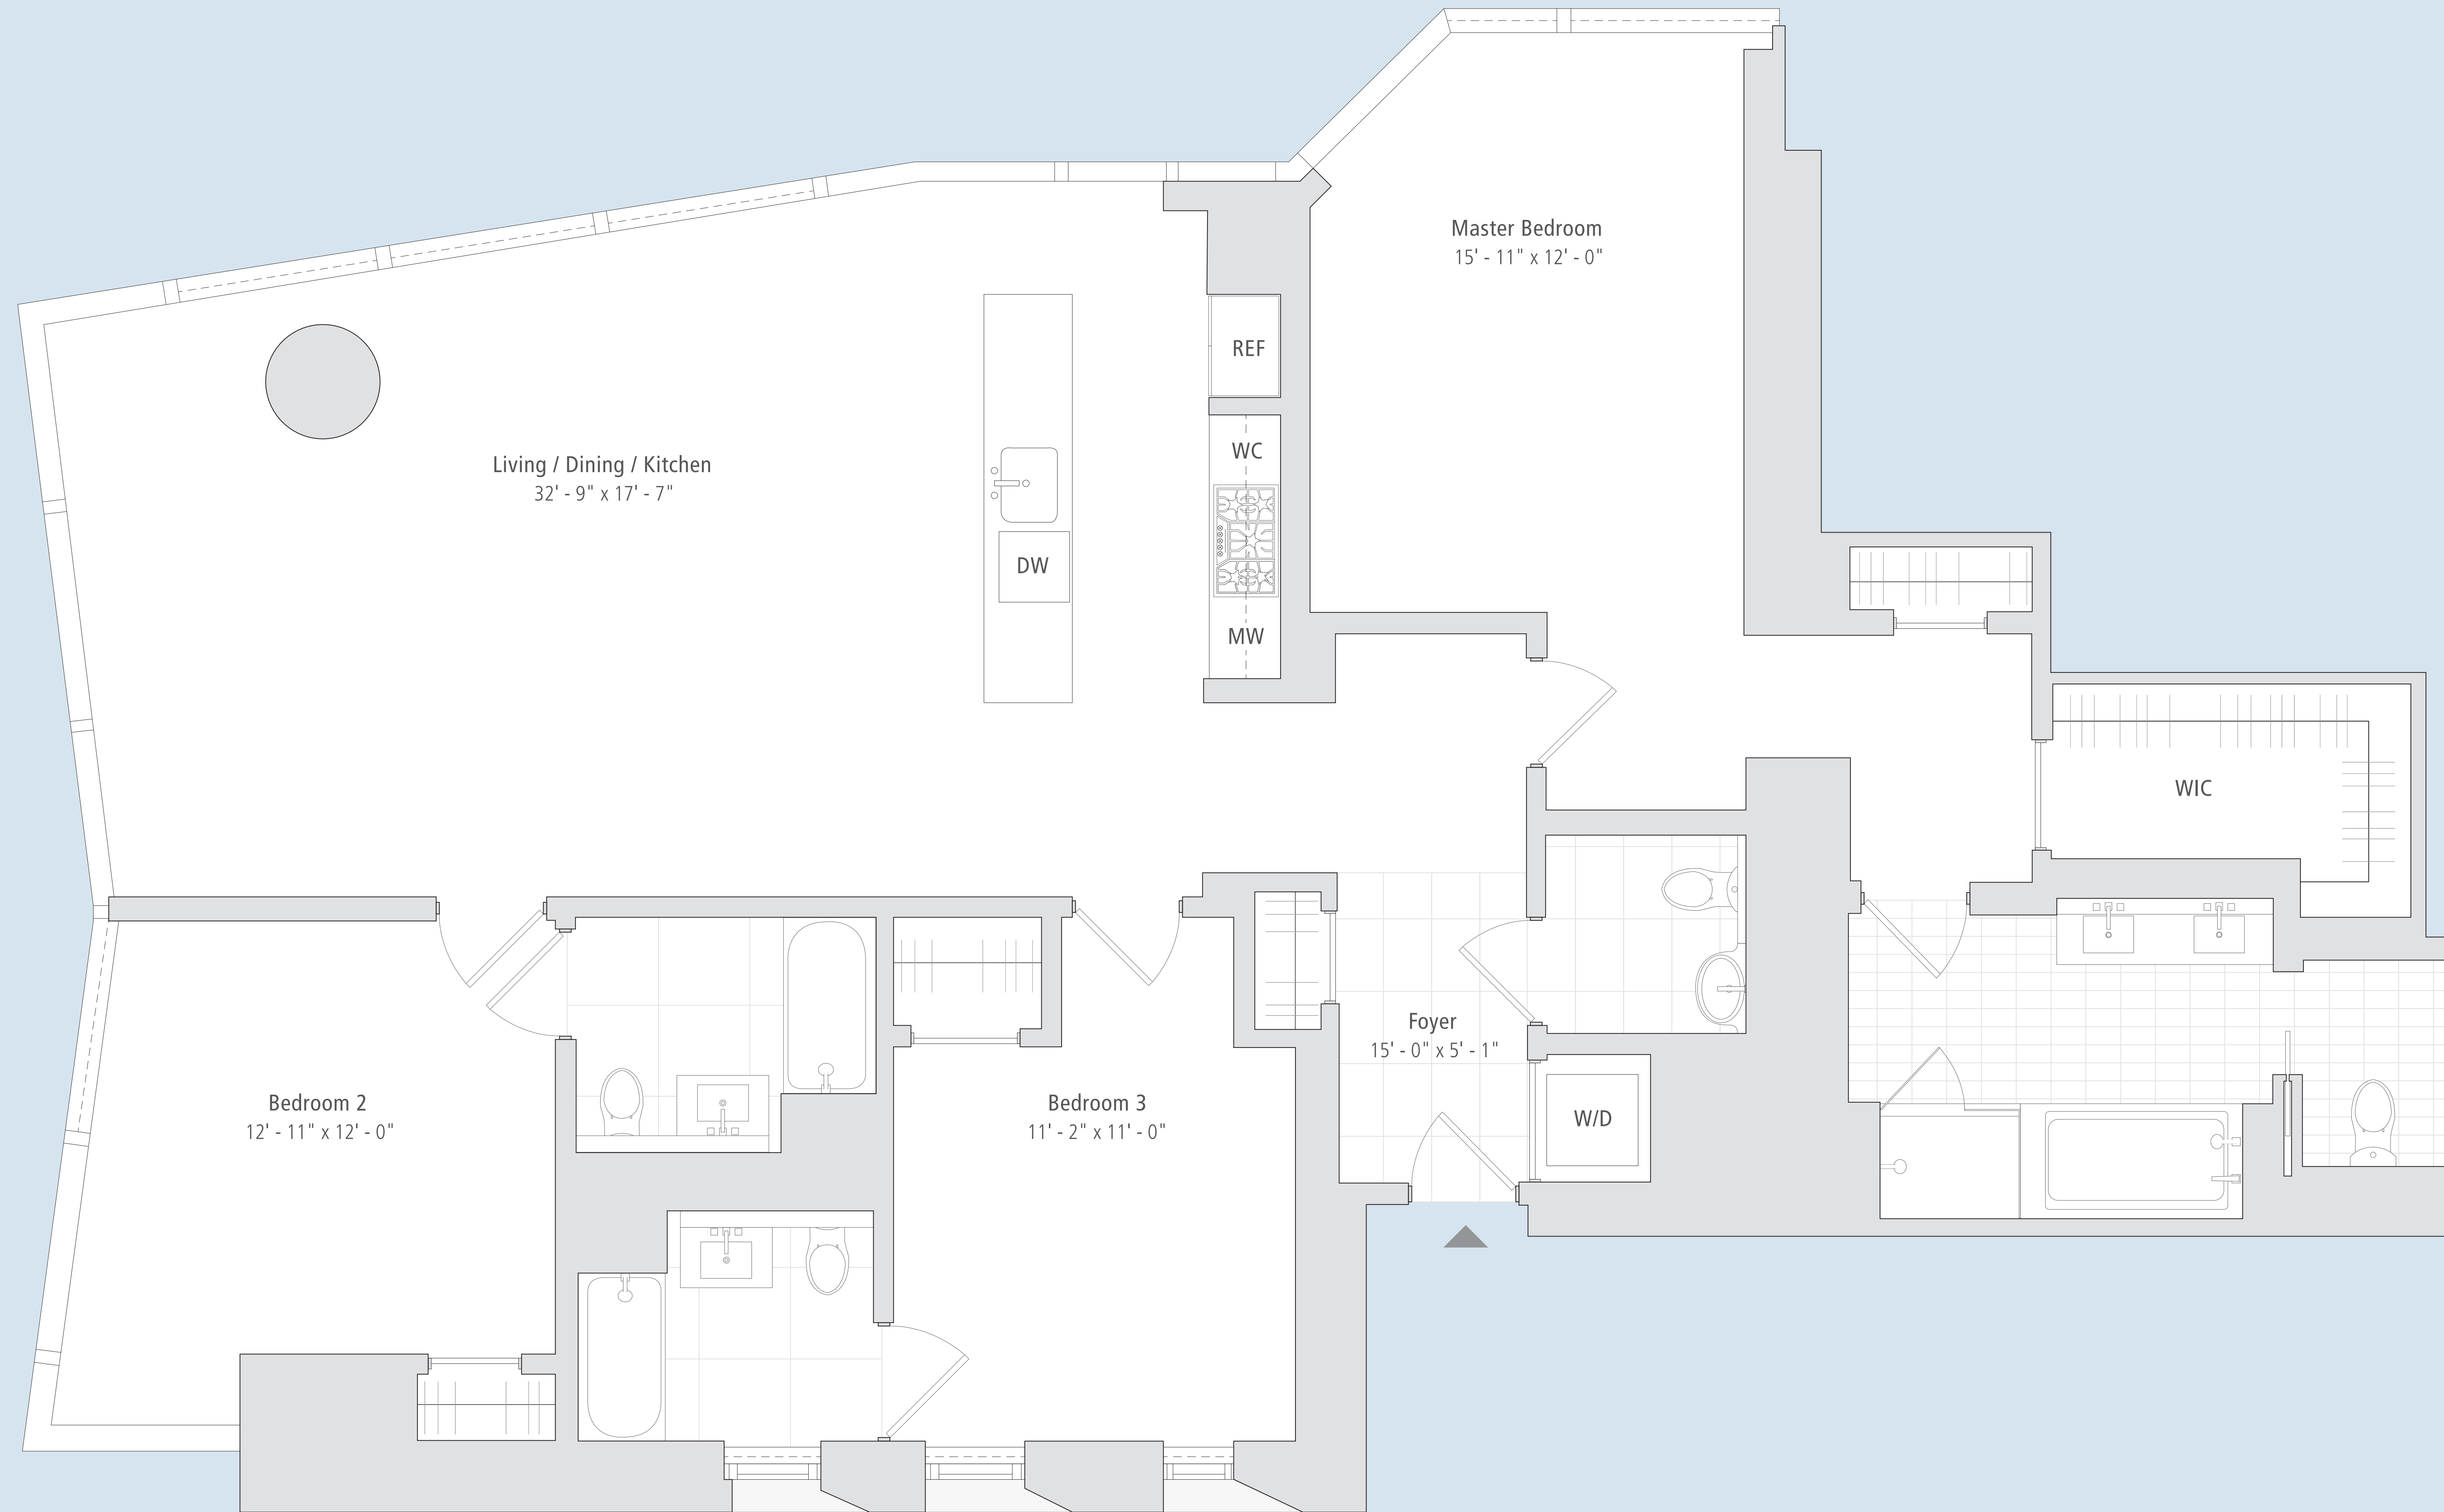 Master Bedroom
15' - 11" x 12' - 0"
REF
Living / Dining / Kitchen
32' - 9" x 17' - 7"
WC
DW
MW
WIC
Foyer
15' - 0" x 5' - 1"
Bedroom 2
12' - 11" x 12' - 0"
Bedroom 3
11' - 2" x 11' - 0"
W/D